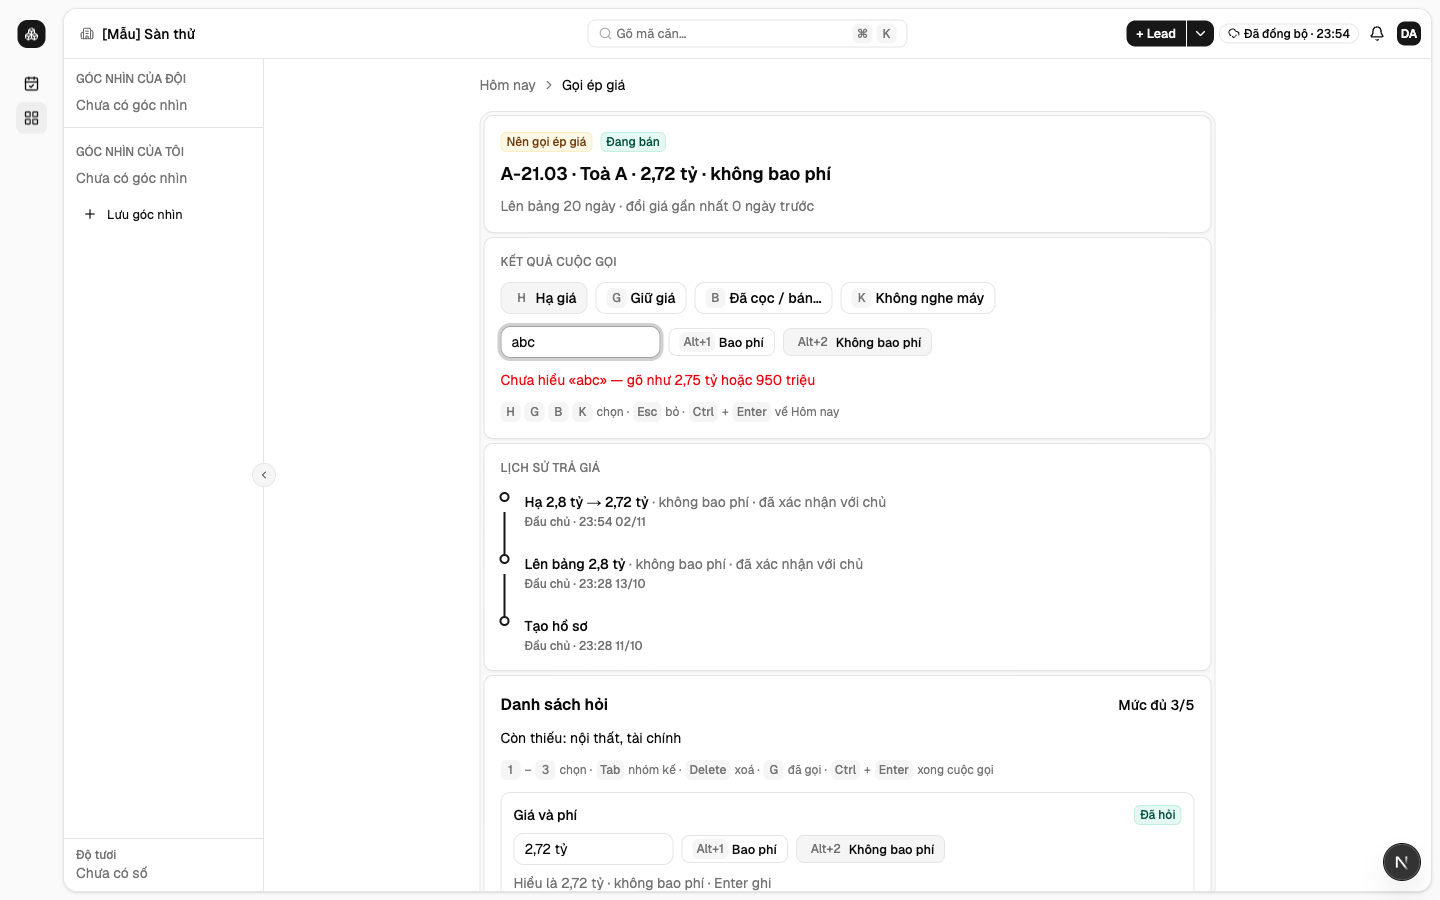 [Mẫu] Sàn thử
Gõ mã căn...
⌘ K
+ Lead
Đã đồng bộ · 23:54
DA
GÓC NHÌN CỦA ĐỘI
Chưa có góc nhìn
GÓC NHÌN CỦA TÔI
Chưa có góc nhìn
+ Lưu góc nhìn
Độ tươi
Chưa có số
Hôm nay > Gọi ép giá
Nên gọi ép giá Đang bán
A-21.03 · Toà A · 2,72 tỷ · không bao phí
Lên bảng 20 ngày · đổi giá gần nhất 0 ngày trước
KẾT QUẢ CUỘC GỌI
H Hạ giá G Giữ giá B Đã cọc / bán... K Không nghe máy
abc Alt+1 Bao phí Alt+2 Không bao phí
Chưa hiểu «abc» — gõ như 2,75 tỷ hoặc 950 triệu
H G B K chọn · Esc bỏ · Ctrl + Enter về Hôm nay
LỊCH SỬ TRẢ GIÁ
Hạ 2,8 tỷ → 2,72 tỷ · không bao phí · đã xác nhận với chủ
Đầu chủ · 23:54 02/11
Lên bảng 2,8 tỷ · không bao phí · đã xác nhận với chủ
Đầu chủ · 23:28 13/10
Tạo hồ sơ
Đầu chủ · 23:28 11/10
Danh sách hỏi Mức đủ 3/5
Còn thiếu: nội thất, tài chính
1 – 3 chọn · Tab nhóm kế · Delete xoá · G đã gọi · Ctrl + Enter xong cuộc gọi
Giá và phí Đã hỏi
2,72 tỷ Alt+1 Bao phí Alt+2 Không bao phí
Hiểu là 2,72 tỷ · không bao phí · Enter ghi
N